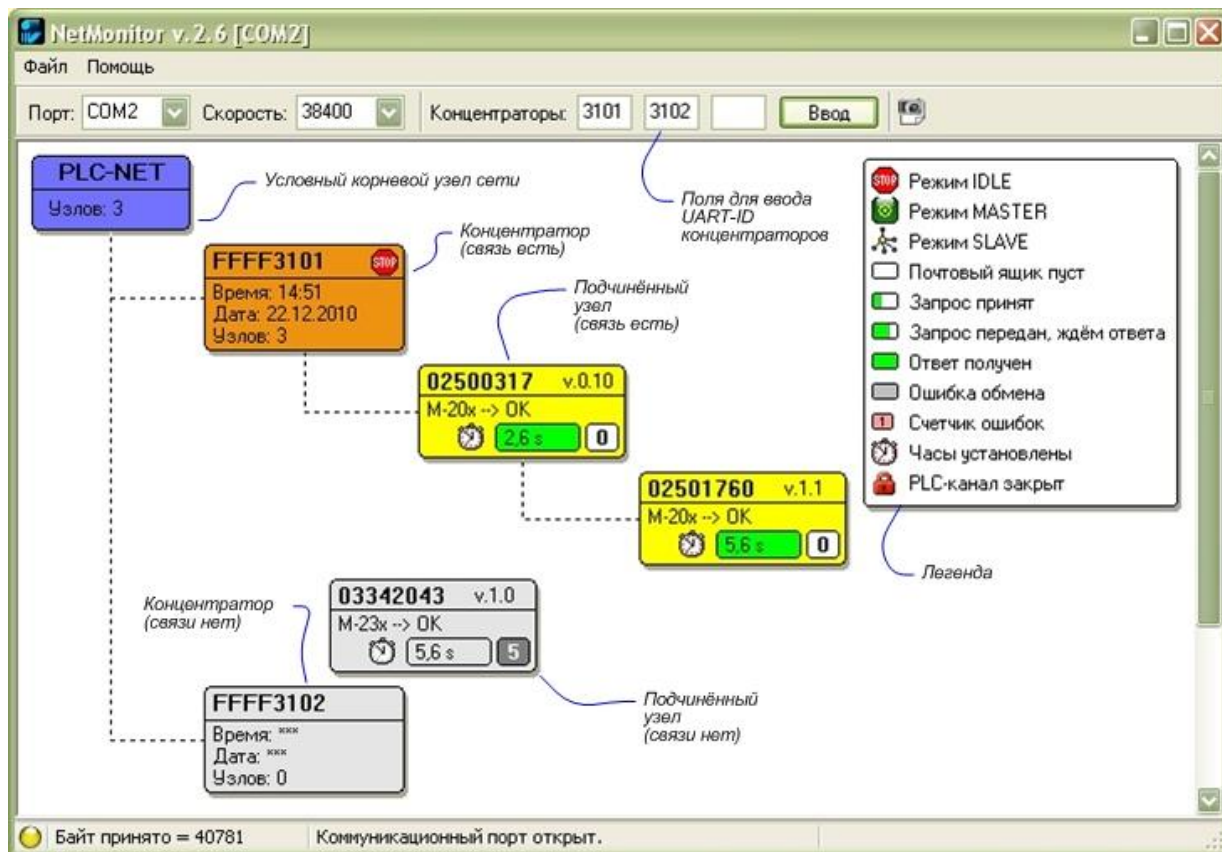 NetMonitor v.2.6 [COM2]
Файл Помощь
Порт: COM2 Скорость: 38400 Концентраторы: 3101 3102 Ввод
PLC-NET
Узлов: 3
Условный корневой узел сети
Поля для ввода
UART-ID
концентраторов
Концентратор
(связь есть)
FFFF3101
STOP
Время: 14:51
Дата: 22.12.2010
Узлов: 3
Подчинённый
узел
(связь есть)
02500317 v.0.10
M-20x --> OK
2,6 s 0
02501760 v.1.1
M-20x --> OK
5,6 s 0
STOP Режим IDLE
Режим MASTER
Режим SLAVE
Почтовый ящик пуст
Запрос принят
Запрос передан, ждём ответа
Ответ получен
Ошибка обмена
1 Счетчик ошибок
Часы установлены
PLC-канал закрыт
Легенда
Концентратор
(связи нет)
03342043 v.1.0
M-23x --> OK
5,6 s 5
Подчинённый
узел
(связи нет)
FFFF3102
Время: ***
Дата: ***
Узлов: 0
Байт принято = 40781 Коммуникационный порт открыт.